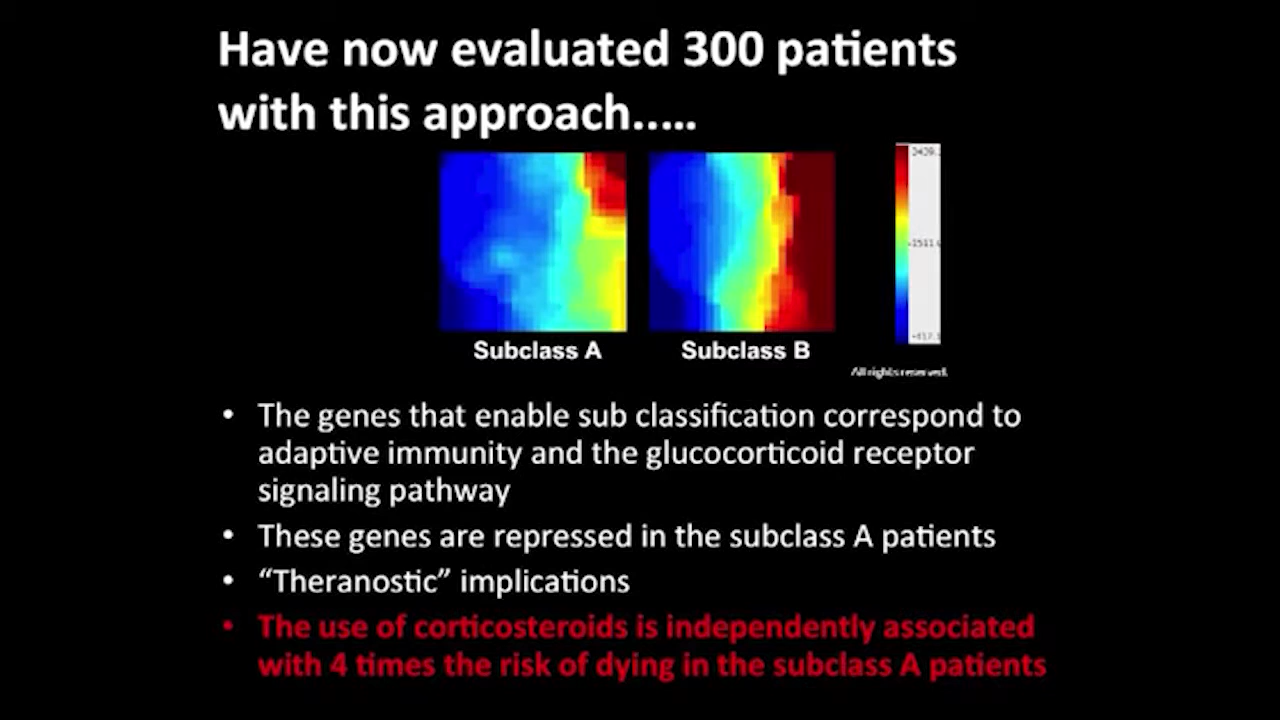 Have now evaluated 300 patients
with this approach.....
Subclass A
Subclass B
All rights reserved.
• The genes that enable sub classification correspond to
adaptive immunity and the glucocorticoid receptor
signaling pathway
• These genes are repressed in the subclass A patients
• “Theranostic” implications
• The use of corticosteroids is independently associated
with 4 times the risk of dying in the subclass A patients